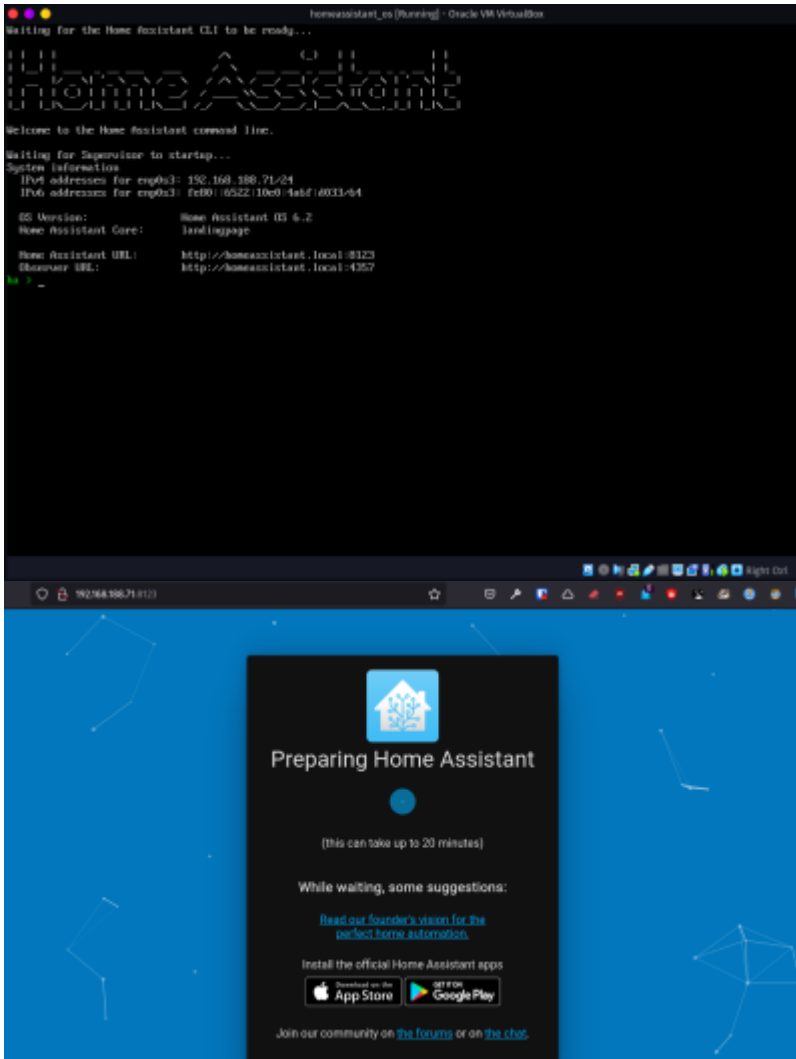 homeassistant_os [Running] - Oracle VM VirtualBox
Waiting for the Home Assistant CLI to be ready...
Home Assistant
Welcome to the Home Assistant command line.
Waiting for Supervisor to startup...
System information
IPv4 addresses for enp0s3: 192.168.188.71/24
IPv6 addresses for enp0s3:
OS Version: Home Assistant OS 6.2
Home Assistant Core: landingpage
Home Assistant URL: http://homeassistant.local:8123
Observer URL: http://homeassistant.local:4357
ha > _
Right Ctrl
192.168.188.71:8123
Preparing Home Assistant
(this can take up to 20 minutes)
While waiting, some suggestions:
Read our founder's vision for the
perfect home automation.
Install the official Home Assistant apps
Download on the
App Store
GET IT ON
Google Play
Join our community on the forums or on the chat.